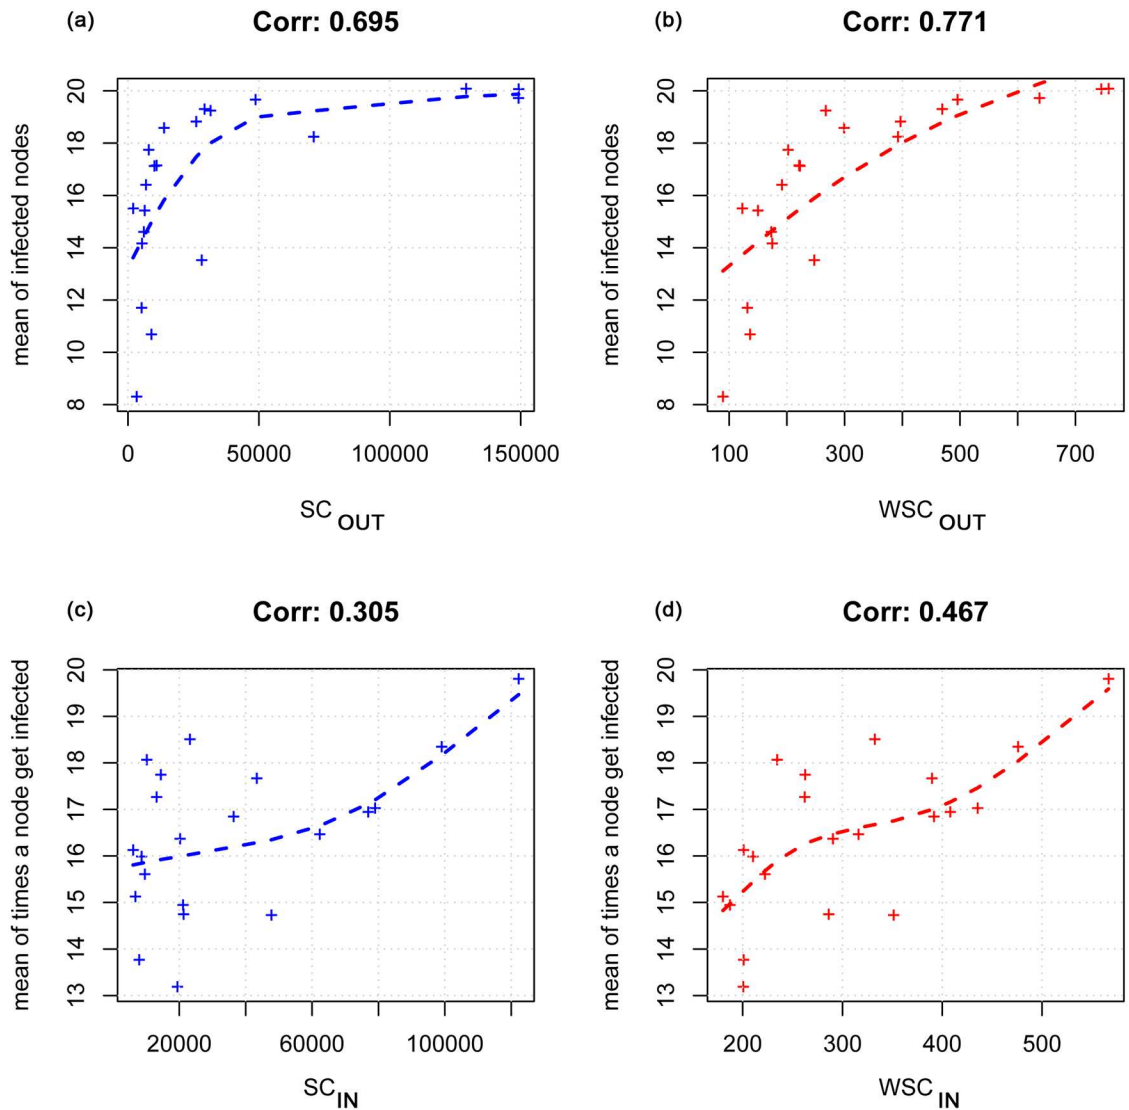 (a) Corr: 0.695
mean of infected nodes
20
18
16
14
12
10
8
0 50000 100000 150000
SC OUT
(b) Corr: 0.771
mean of infected nodes
20
18
16
14
12
10
8
100 300 500 700
WSC OUT
(c) Corr: 0.305
mean of times a node get infected
20
19
18
17
16
15
14
13
20000 60000 100000
SC IN
(d) Corr: 0.467
mean of times a node get infected
20
19
18
17
16
15
14
13
200 300 400 500
WSC IN